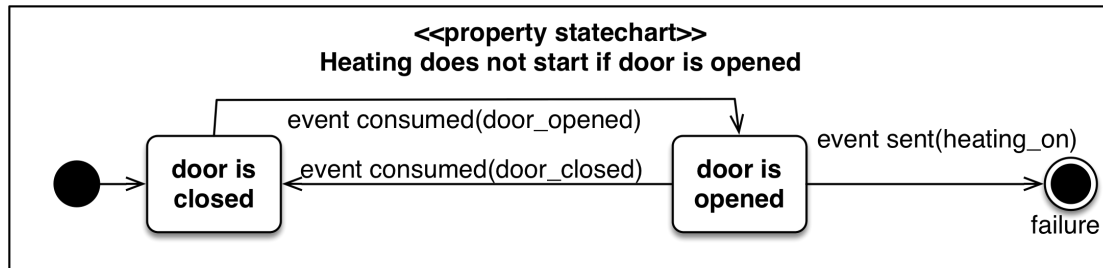 <<property statechart>>
Heating does not start if door is opened
event consumed(door_opened)
event sent(heating_on)
door is
closed
event consumed(door_closed)
door is
opened
failure